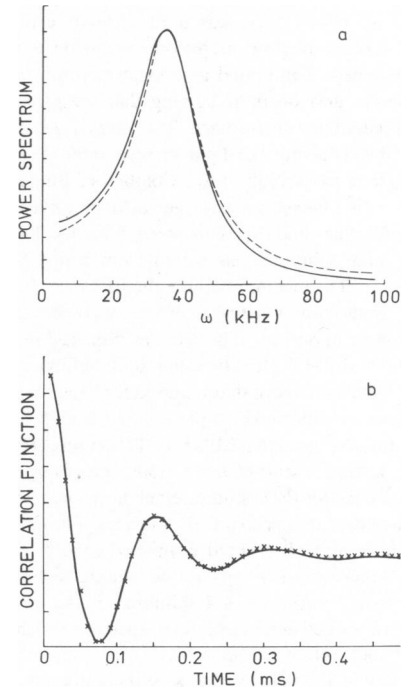 a
POWER SPECTRUM
0 20 40 60 80 100
ω (kHz)
b
CORRELATION FUNCTION
0 0.1 0.2 0.3 0.4
TIME (ms)